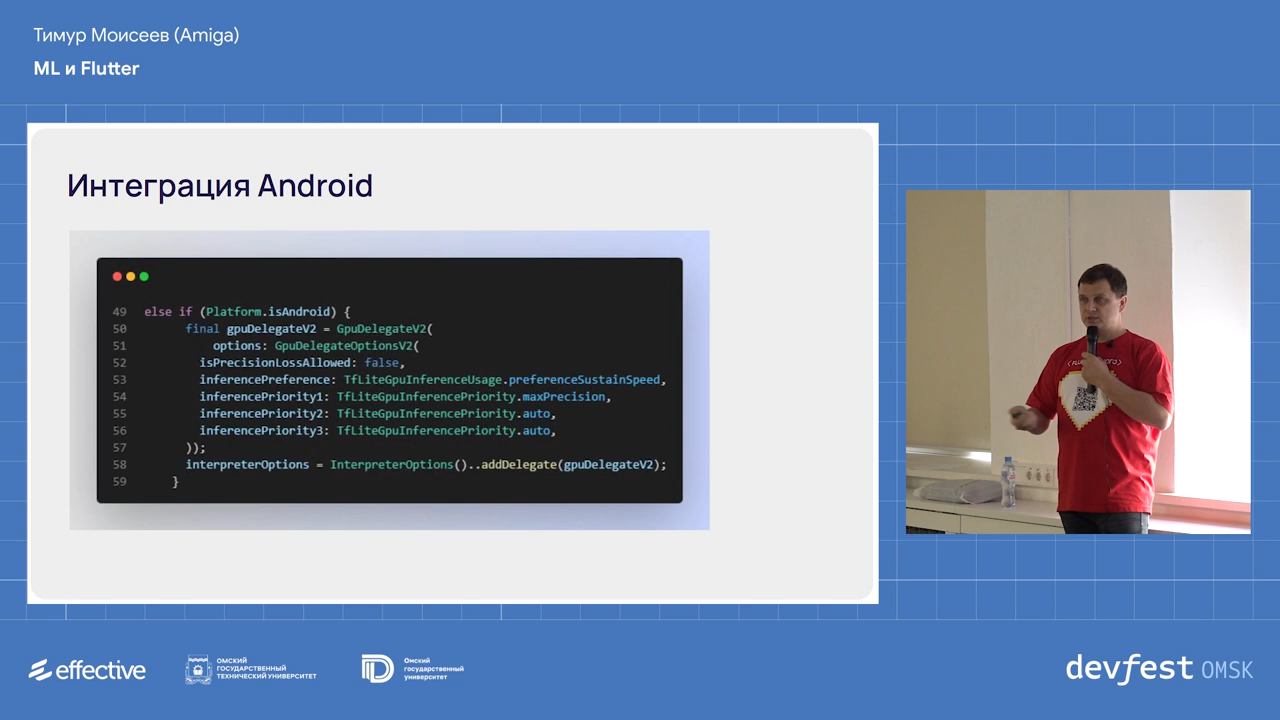 Тимур Моисеев (Amiga)
ML и Flutter
Интеграция Android
49 else if (Platform.isAndroid) {
50 final gpuDelegateV2 = GpuDelegateV2(
51 options: GpuDelegateOptionsV2(
52 isPrecisionLossAllowed: false,
53 inferencePreference: TfLiteGpuInferenceUsage.preferenceSustainSpeed,
54 inferencePriority1: TfLiteGpuInferencePriority.maxPrecision,
55 inferencePriority2: TfLiteGpuInferencePriority.auto,
56 inferencePriority3: TfLiteGpuInferencePriority.auto,
57 ));
58 interpreterOptions = InterpreterOptions()..addDelegate(gpuDelegateV2);
59 }
effective
ОМСКИЙ
ГОСУДАРСТВЕННЫЙ
ТЕХНИЧЕСКИЙ УНИВЕРСИТЕТ
Омский
государственный
университет
devfest OMSK